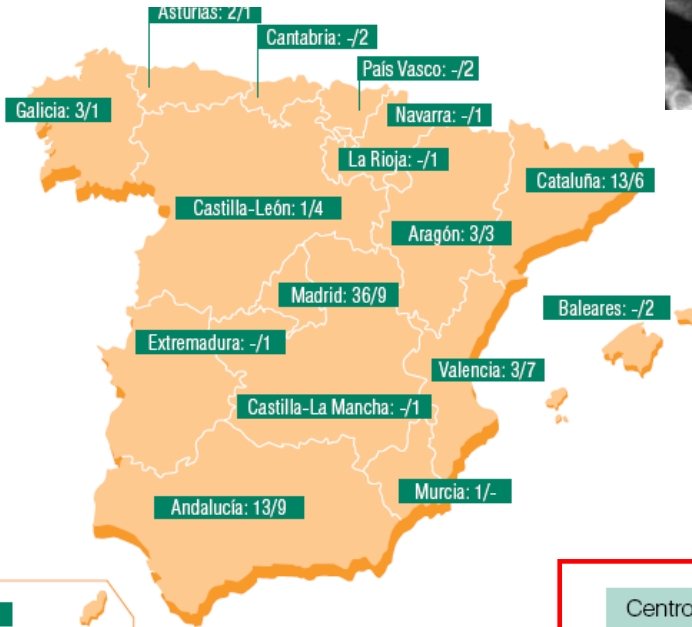 Asturias: 2/1
Cantabria: -/2
País Vasco: -/2
Galicia: 3/1
Navarra: -/1
La Rioja: -/1
Cataluña: 13/6
Castilla-León: 1/4
Aragón: 3/3
Madrid: 36/9
Baleares: -/2
Extremadura: -/1
Valencia: 3/7
Castilla-La Mancha: -/1
Murcia: 1/-
Andalucía: 13/9
Centro